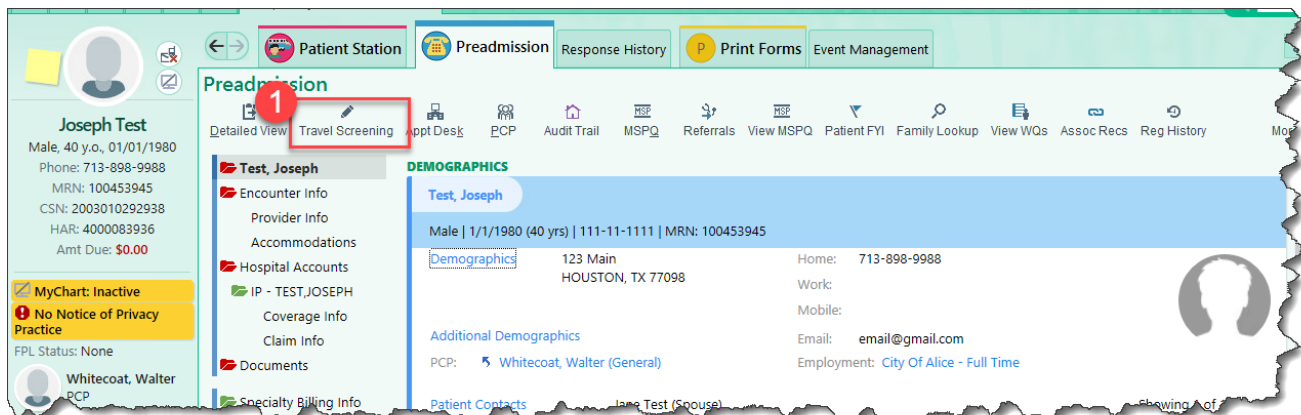 Patient Station
Preadmission
Response History
P
Print Forms
Event Management
Preadmission
1
Detailed View
Travel Screening
Appt Desk
PCP
Audit Trail
MSP
MSPQ
Referrals
MSP
View MSPQ
Patient FYI
Family Lookup
View WQs
Assoc Recs
Reg History
Joseph Test
Male, 40 y.o., 01/01/1980
Phone: 713-898-9988
MRN: 100453945
CSN: 2003010292938
HAR: 4000083936
Amt Due: $0.00
MyChart: Inactive
No Notice of Privacy
Practice
FPL Status: None
Whitecoat, Walter
PCP
Test, Joseph
Encounter Info
Provider Info
Accommodations
Hospital Accounts
IP - TEST,JOSEPH
Coverage Info
Claim Info
Documents
Specialty Billing Info
DEMOGRAPHICS
Test, Joseph
Male | 1/1/1980 (40 yrs) | 111-11-1111 | MRN: 100453945
Demographics
123 Main
HOUSTON, TX 77098
Home: 713-898-9988
Work:
Mobile:
Additional Demographics
Email: email@gmail.com
PCP: Whitecoat, Walter (General)
Employment: City Of Alice - Full Time
Patient Contacts
Jane Test (Spouse)
Showing
of